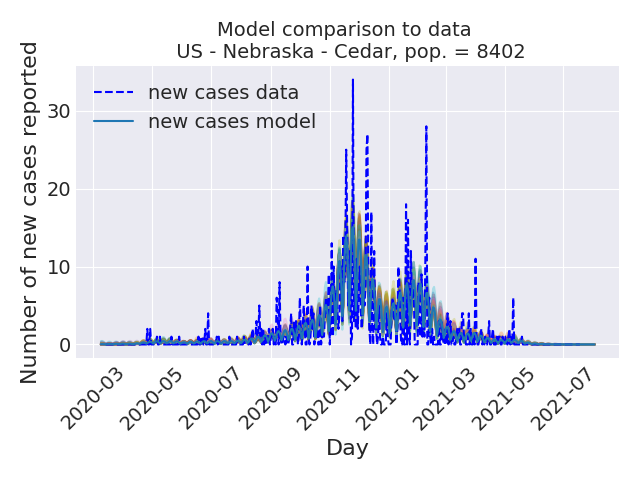 Model comparison to data
US - Nebraska - Cedar, pop. = 8402
Number of new cases reported
new cases data
new cases model
30
20
10
0
2020-03
2020-05
2020-07
2020-09
2020-11
2021-01
2021-03
2021-05
2021-07
Day